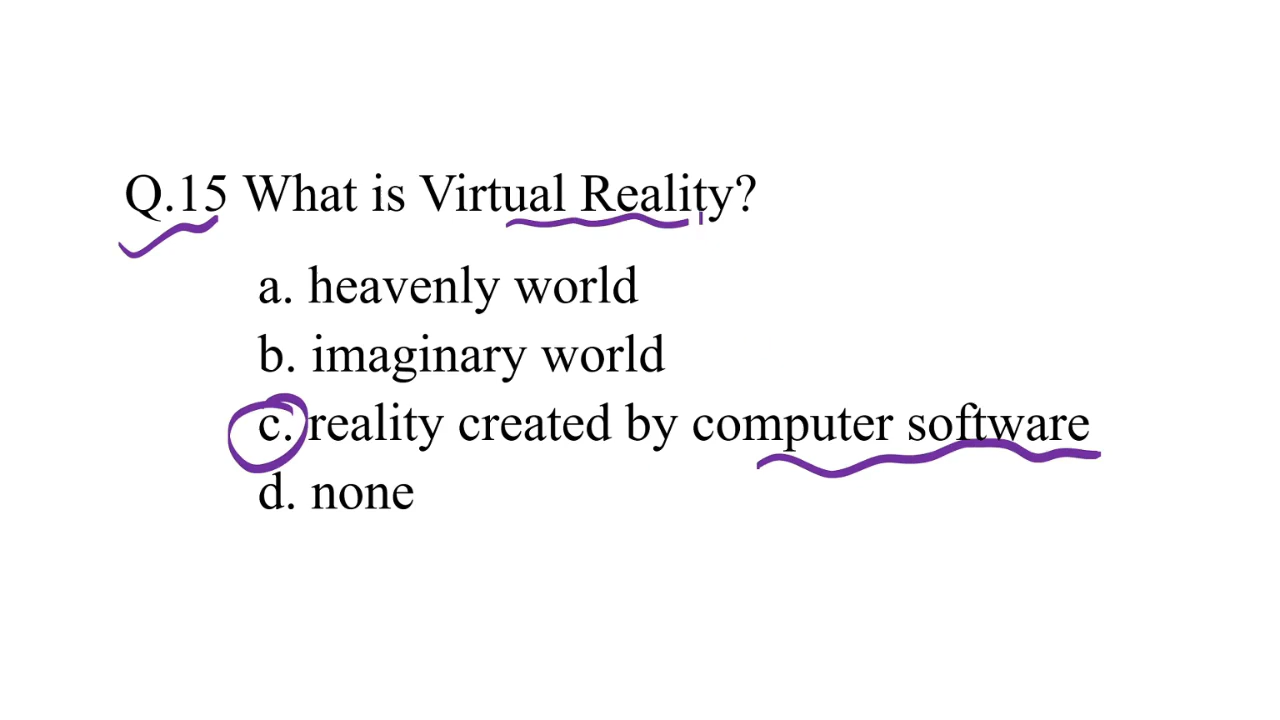 Q.15 What is Virtual Reality?
a. heavenly world
b. imaginary world
c. reality created by computer software
d. none